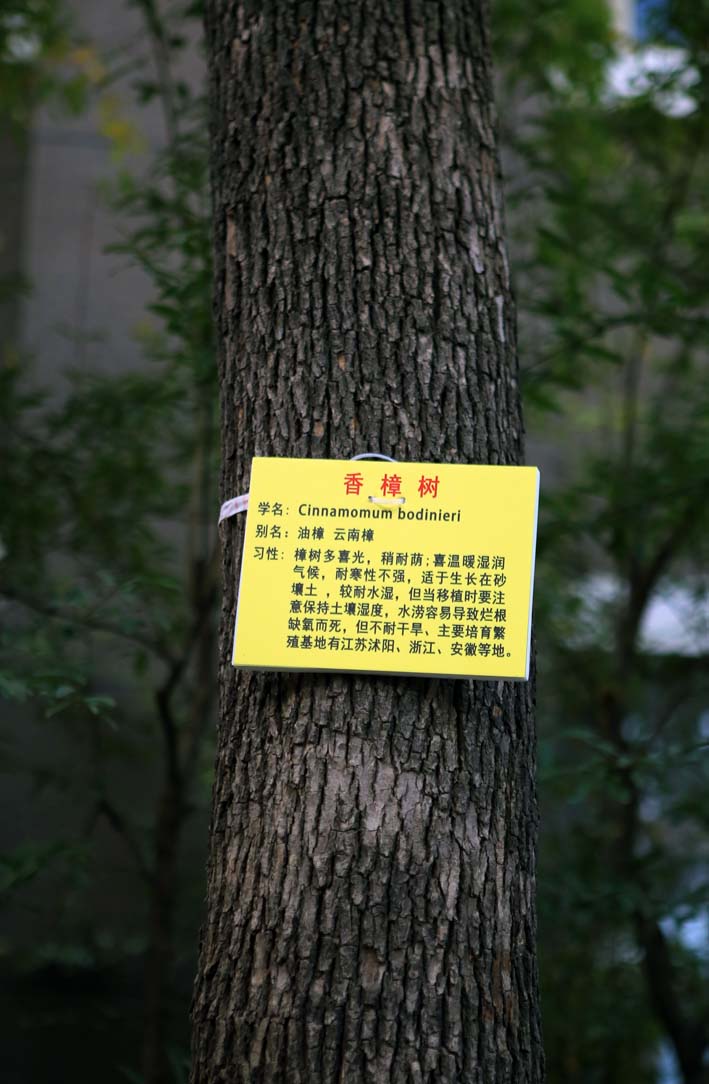 香樟树
学名：Cinnamomum bodinieri
别名：油樟 云南樟
习性：樟树多喜光，稍耐荫；喜温暖湿润
气候，耐寒性不强，适于生长在砂
壤土 ，较耐水湿，但当移植时要注
意保持土壤湿度，水涝容易导致烂根
缺氧而死，但不耐干旱、主要培育繁
殖基地有江苏沭阳、浙江、安徽等地。